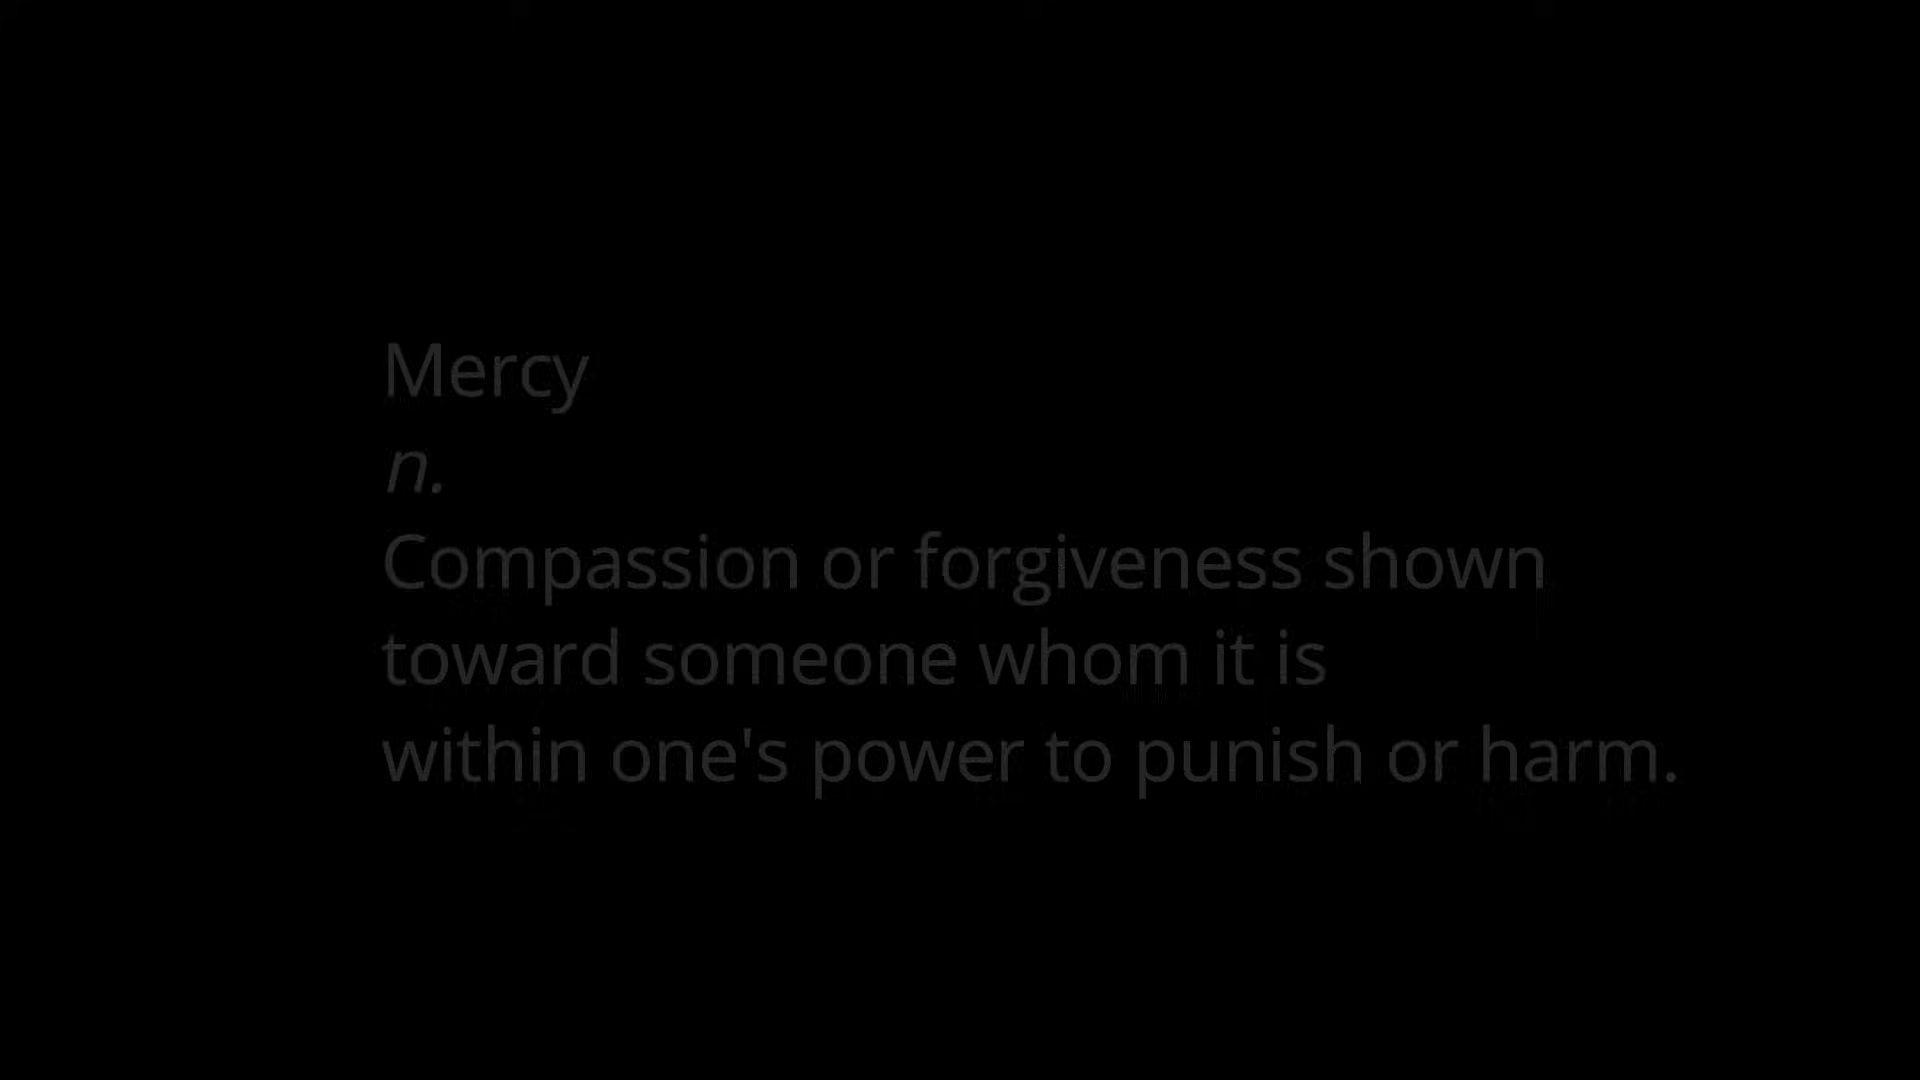 Mercy
n.
Compassion or forgiveness shown
toward someone whom it is
within one's power to punish or harm.